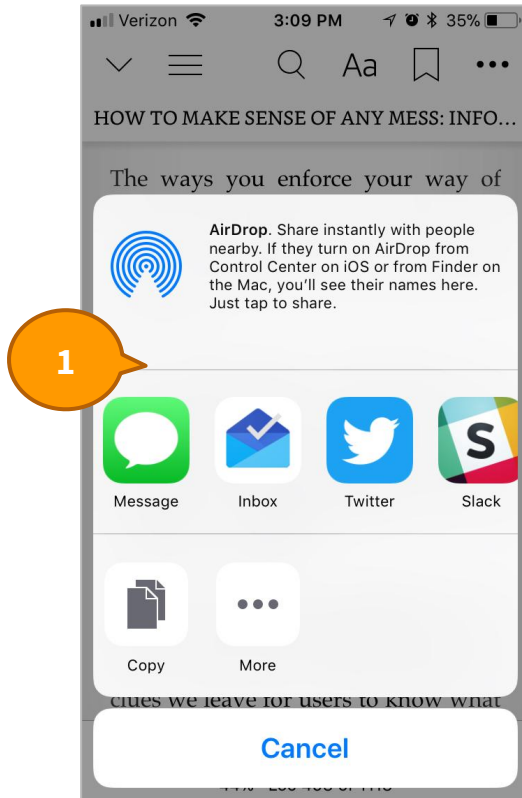 Verizon 3:09 PM 35%
Aa
HOW TO MAKE SENSE OF ANY MESS: INFO...
The ways you enforce your way of
AirDrop. Share instantly with people
nearby. If they turn on AirDrop from
Control Center on iOS or from Finder on
the Mac, you'll see their names here.
Just tap to share.
1
S
Message Inbox Twitter Slack
Copy More
clues we leave for users to know what
Cancel